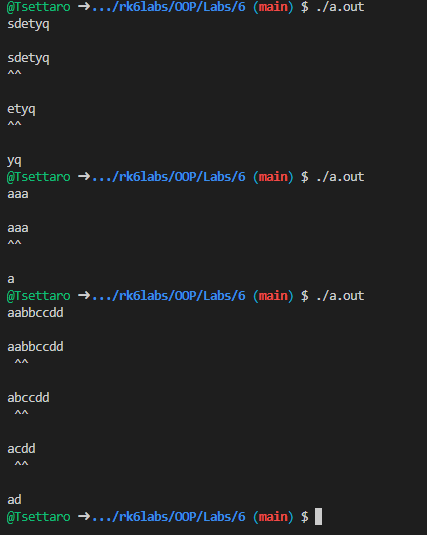 @Tsettaro ➜.../rk6labs/OOP/Labs/6 (main) $ ./a.out
sdetyq
sdetyq
^^
etyq
^^
yq
@Tsettaro ➜.../rk6labs/OOP/Labs/6 (main) $ ./a.out
aaa
aaa
^^
a
@Tsettaro ➜.../rk6labs/OOP/Labs/6 (main) $ ./a.out
aabbccdd
aabbccdd
 ^^
abccdd
 ^^
acdd
 ^^
ad
@Tsettaro ➜.../rk6labs/OOP/Labs/6 (main) $